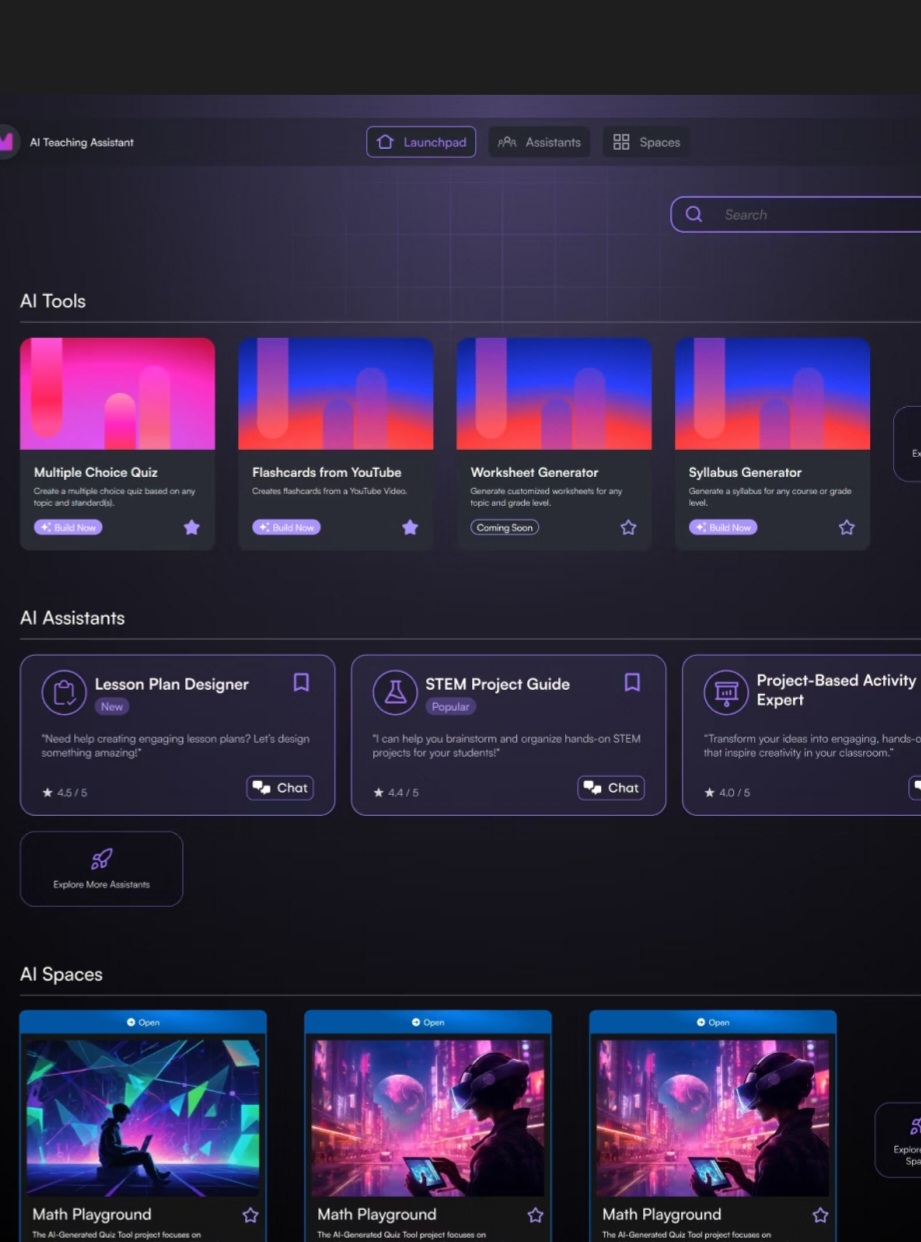 AI Teaching Assistant
Launchpad
Assistants
Spaces
Search
AI Tools
Multiple Choice Quiz
Create a multiple choice quiz based on any
topic and standard(s).
Build Now
Flashcards from YouTube
Creates flashcards from a YouTube Video.
Build Now
Worksheet Generator
Generate customized worksheets for any
topic and grade level.
Coming Soon
Syllabus Generator
Generate a syllabus for any course or grade
level.
Build Now
AI Assistants
Lesson Plan Designer
New
"Need help creating engaging lesson plans? Let's design
something amazing!"
4.5 / 5
Chat
STEM Project Guide
Popular
"I can help you brainstorm and organize hands-on STEM
projects for your students!"
4.4 / 5
Chat
Project-Based Activity
Expert
"Transform your ideas into engaging, hands-o
that inspire creativity in your classroom."
4.0 / 5
Explore More Assistants
AI Spaces
Open
Math Playground
The AI-Generated Quiz Tool project focuses on
Open
Math Playground
The AI-Generated Quiz Tool project focuses on
Open
Math Playground
The AI-Generated Quiz Tool project focuses on
Explore
Spa